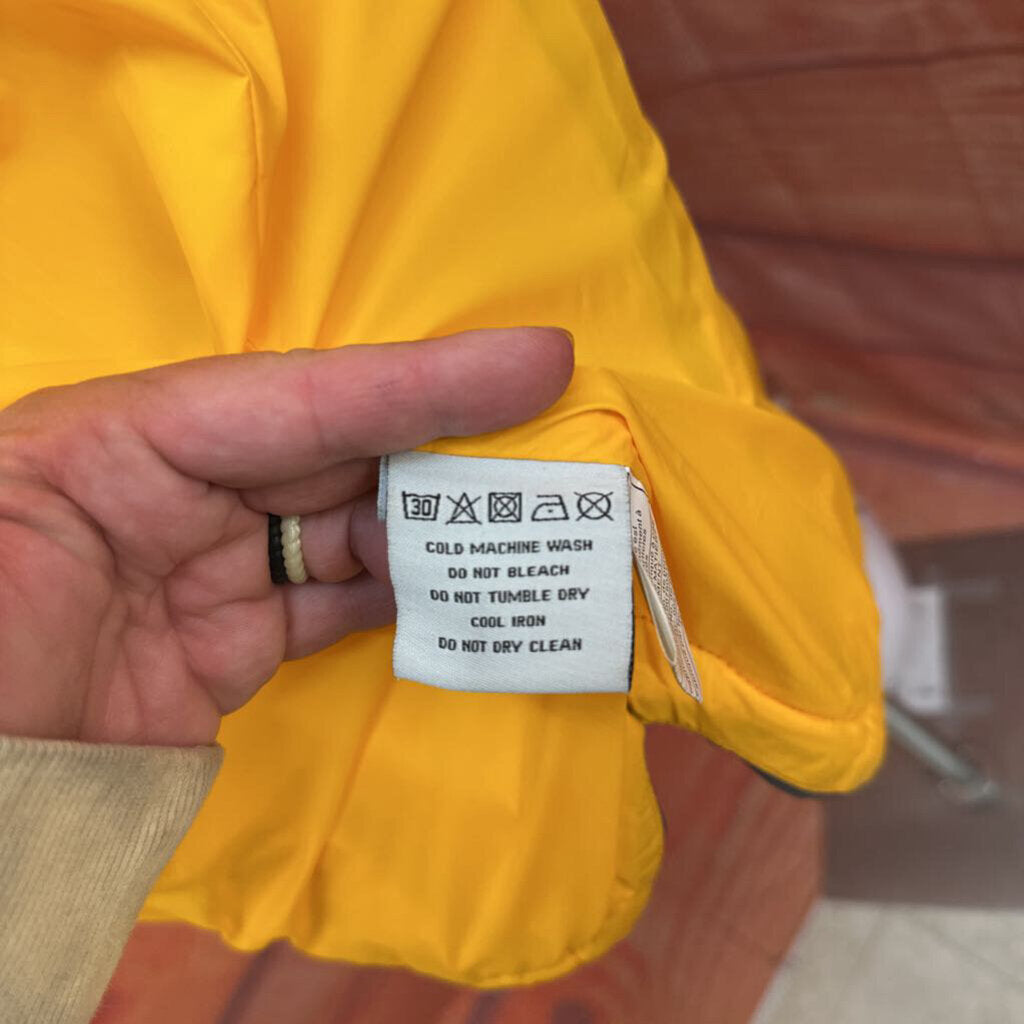 30
COLD MACHINE WASH
DO NOT BLEACH
DO NOT TUMBLE DRY
COOL IRON
DO NOT DRY CLEAN